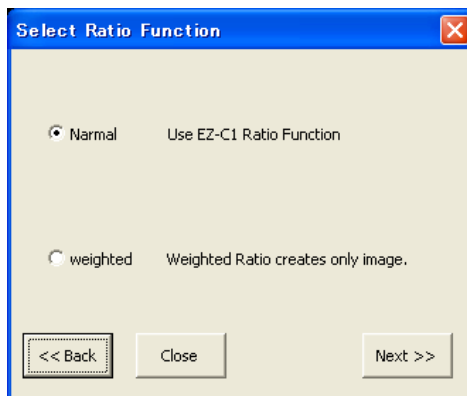 Select Ratio Function
Narmal Use EZ-C1 Ratio Function
weighted Weighted Ratio creates only image.
<< Back Close Next >>